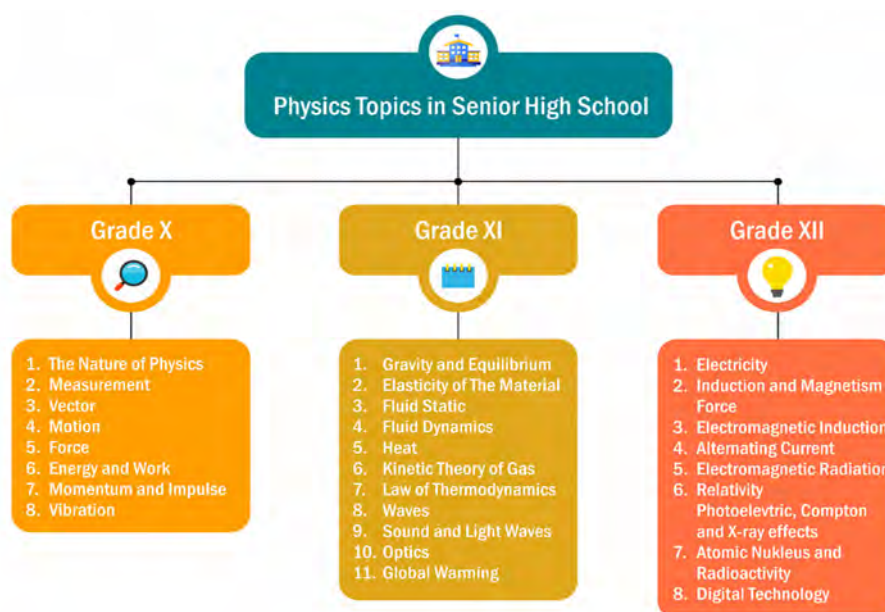 Physics Topics in Senior High School
Grade X
1. The Nature of Physics
2. Measurement
3. Vector
4. Motion
5. Force
6. Energy and Work
7. Momentum and Impulse
8. Vibration
Grade XI
1. Gravity and Equilibrium
2. Elasticity of The Material
3. Fluid Static
4. Fluid Dynamics
5. Heat
6. Kinetic Theory of Gas
7. Law of Thermodynamics
8. Waves
9. Sound and Light Waves
10. Optics
11. Global Warming
Grade XII
1. Electricity
2. Induction and Magnetism
Force
3. Electromagnetic Induction
4. Alternating Current
5. Electromagnetic Radiation
6. Relativity
Photoelvtric, Compton
and X-ray effects
7. Atomic Nukleus and
Radioactivity
8. Digital Technology